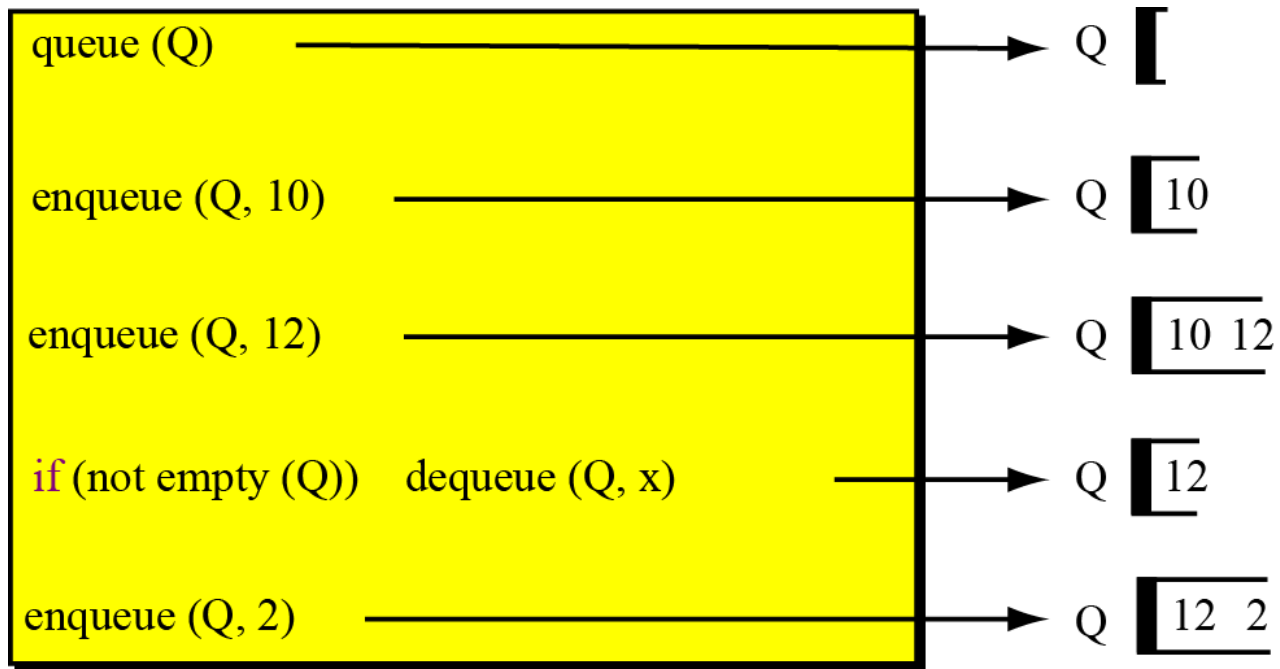 queue (Q) Q
enqueue (Q, 10) Q 10
enqueue (Q, 12) Q 10 12
if (not empty (Q)) dequeue (Q, x) Q 12
enqueue (Q, 2) Q 12 2